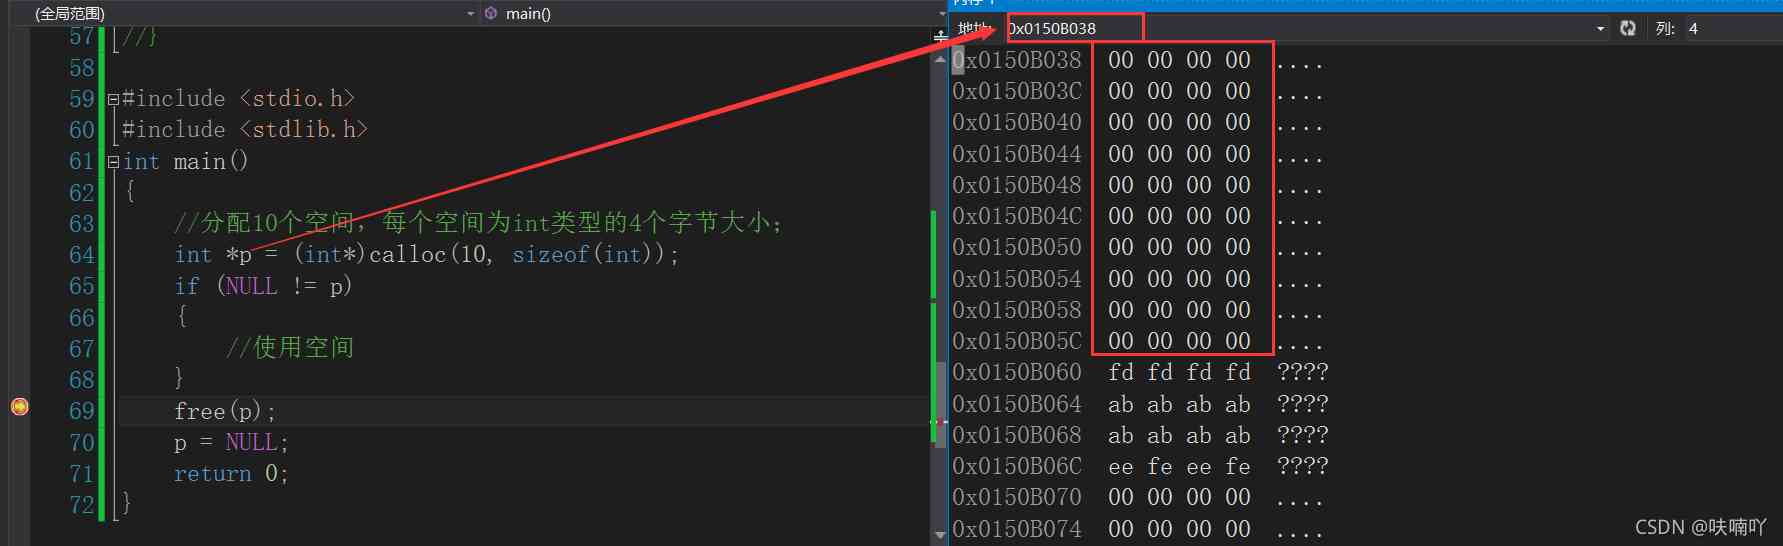 (全局范围) main()
57 //}
58
59 #include <stdio.h>
60 #include <stdlib.h>
61 int main()
62 {
63 //分配10个空间，每个空间为int类型的4个字节大小;
64 int *p = (int*)calloc(10, sizeof(int));
65 if (NULL != p)
66 {
67 //使用空间
68 }
69 free(p);
70 p = NULL;
71 return 0;
72 }
地址: 0x0150B038 列: 4
0x0150B038 00 00 00 00 ....
0x0150B03C 00 00 00 00 ....
0x0150B040 00 00 00 00 ....
0x0150B044 00 00 00 00 ....
0x0150B048 00 00 00 00 ....
0x0150B04C 00 00 00 00 ....
0x0150B050 00 00 00 00 ....
0x0150B054 00 00 00 00 ....
0x0150B058 00 00 00 00 ....
0x0150B05C 00 00 00 00 ....
0x0150B060 fd fd fd fd ????
0x0150B064 ab ab ab ab ????
0x0150B068 ab ab ab ab ????
0x0150B06C ee fe ee fe ????
0x0150B070 00 00 00 00 ....
0x0150B074 00 00 00 00 ....
CSDN @呋喃吖